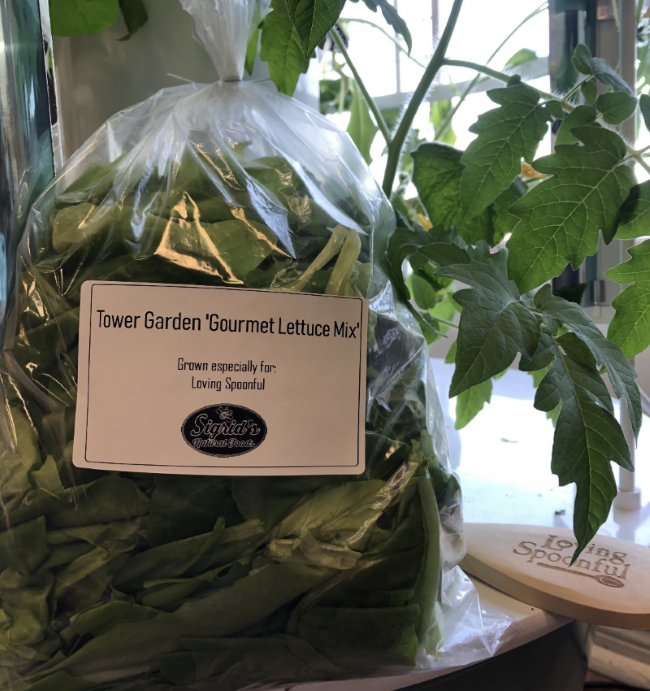 Tower Garden 'Gourmet Lettuce Mix'
Grown especially for:
Loving Spoonful
Sigrid's
Natural Foods
Loving
Spoonful